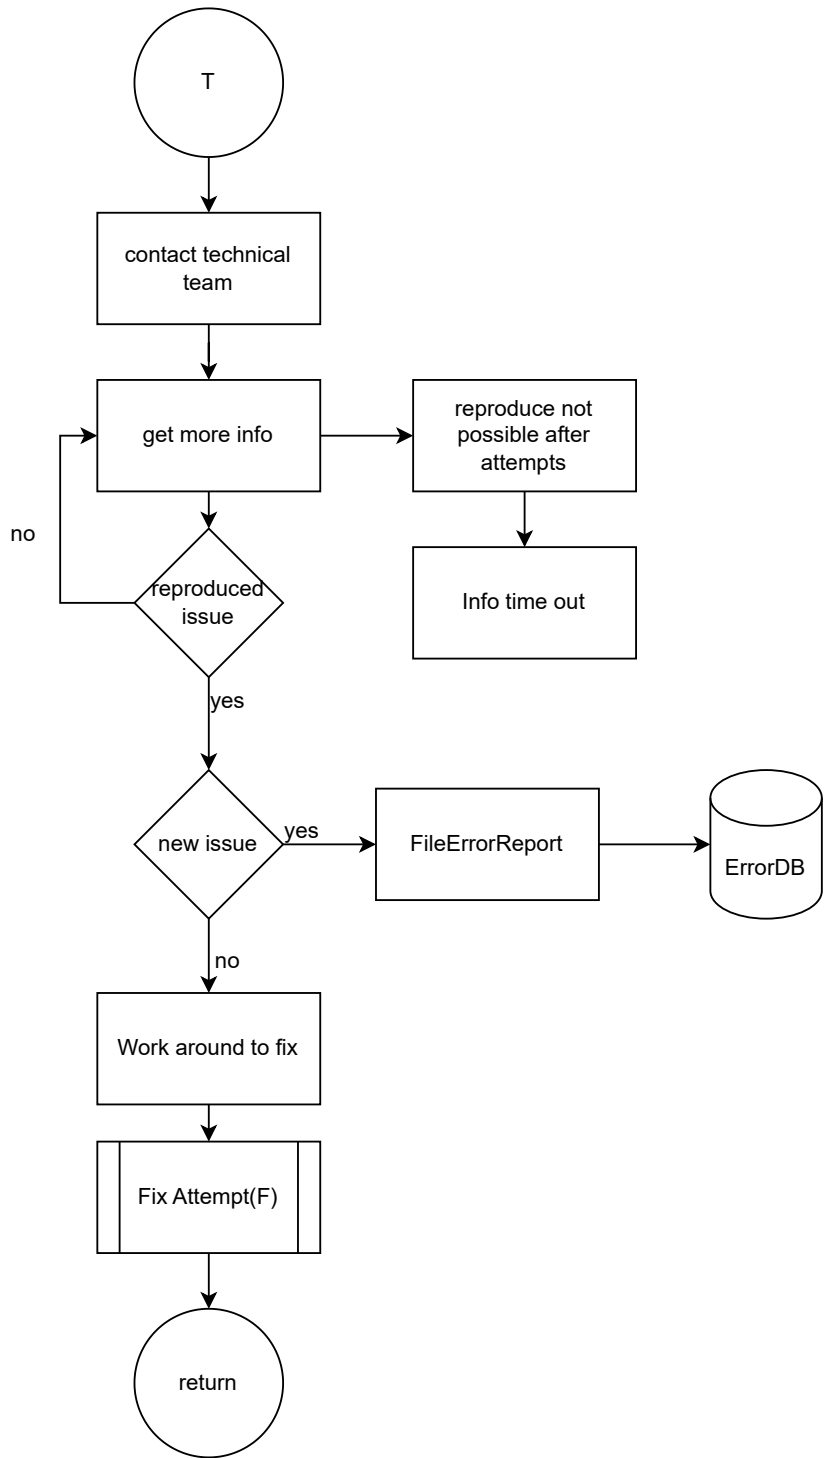 T
contact technical
team
get more info
reproduce not
possible after
attempts
no
reproduced
issue
Info time out
yes
new issue
yes
FileErrorReport
ErrorDB
no
Work around to fix
Fix Attempt(F)
return